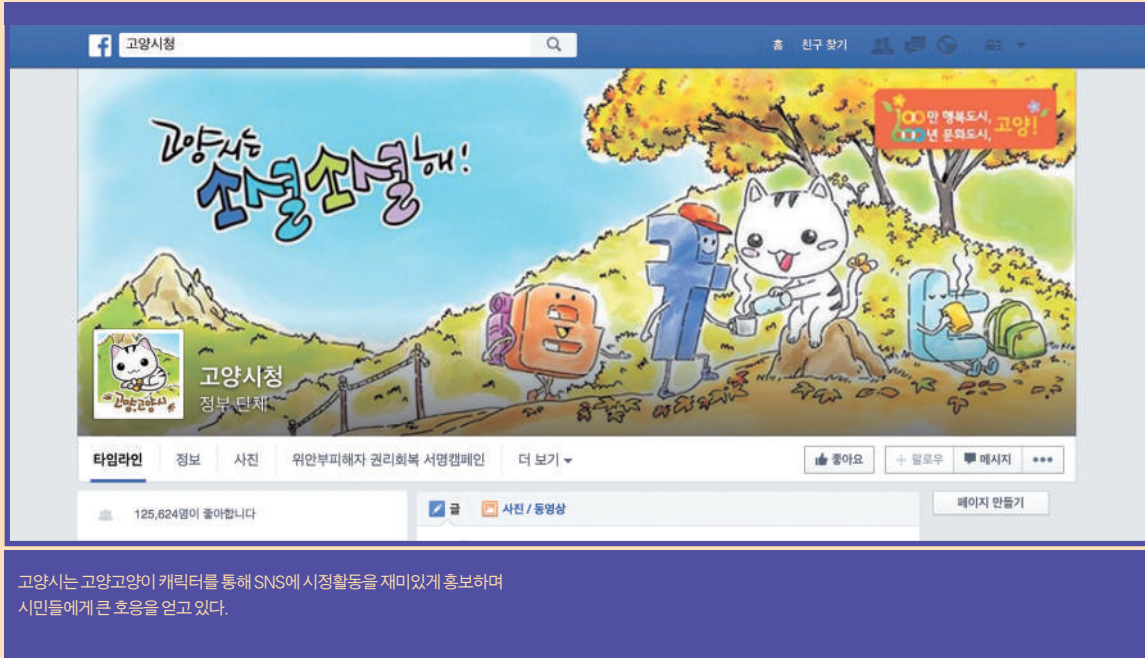 고양시청
홈 친구 찾기
고양시는
소셜소셜해!
100만 행복도시,
600년 문화도시, 고양!
고양고양시
고양시청
정부 단체
타임라인 정보 사진 위안부피해자 권리회복 서명캠페인 더 보기
좋아요 + 팔로우 메시지
125,624명이 좋아합니다
글 사진 / 동영상
페이지 만들기
고양시는 고양고양이 캐릭터를 통해 SNS에 시정활동을 재미있게 홍보하며
시민들에게 큰 호응을 얻고 있다.